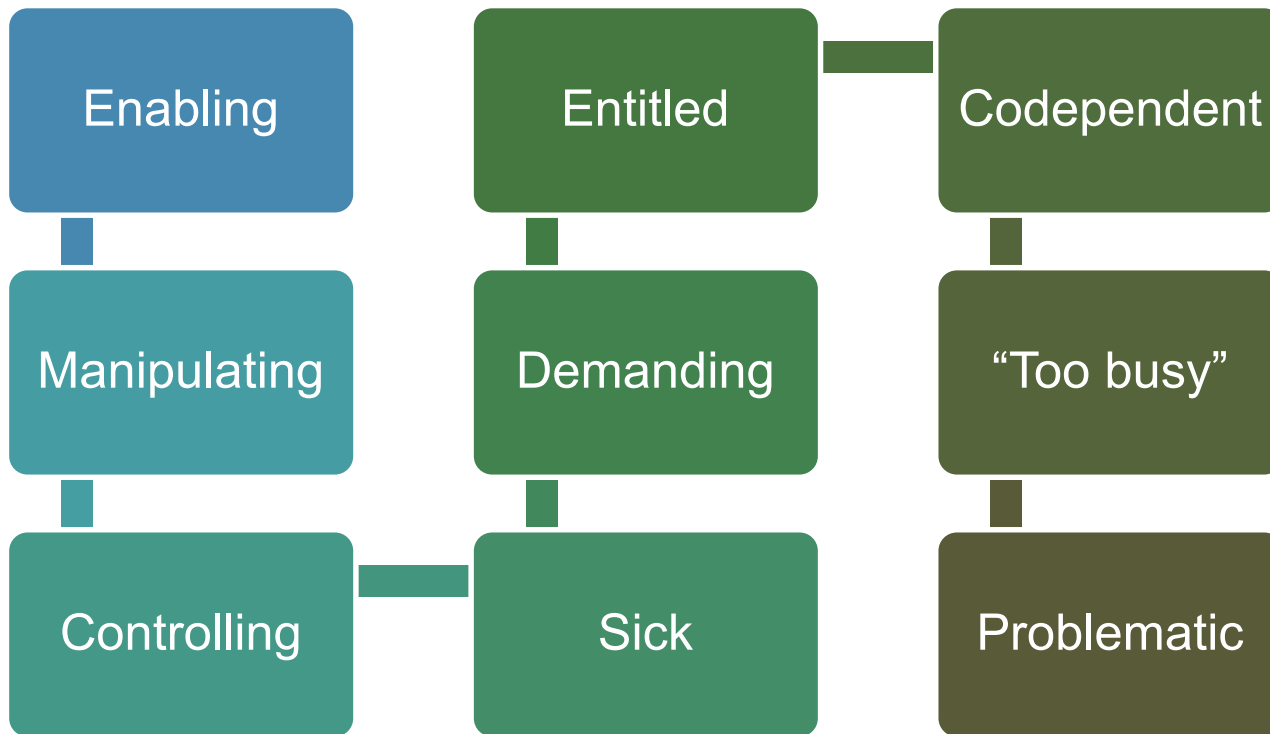 Enabling
Manipulating
Controlling
Sick
Demanding
Entitled
Codependent
“Too busy”
Problematic